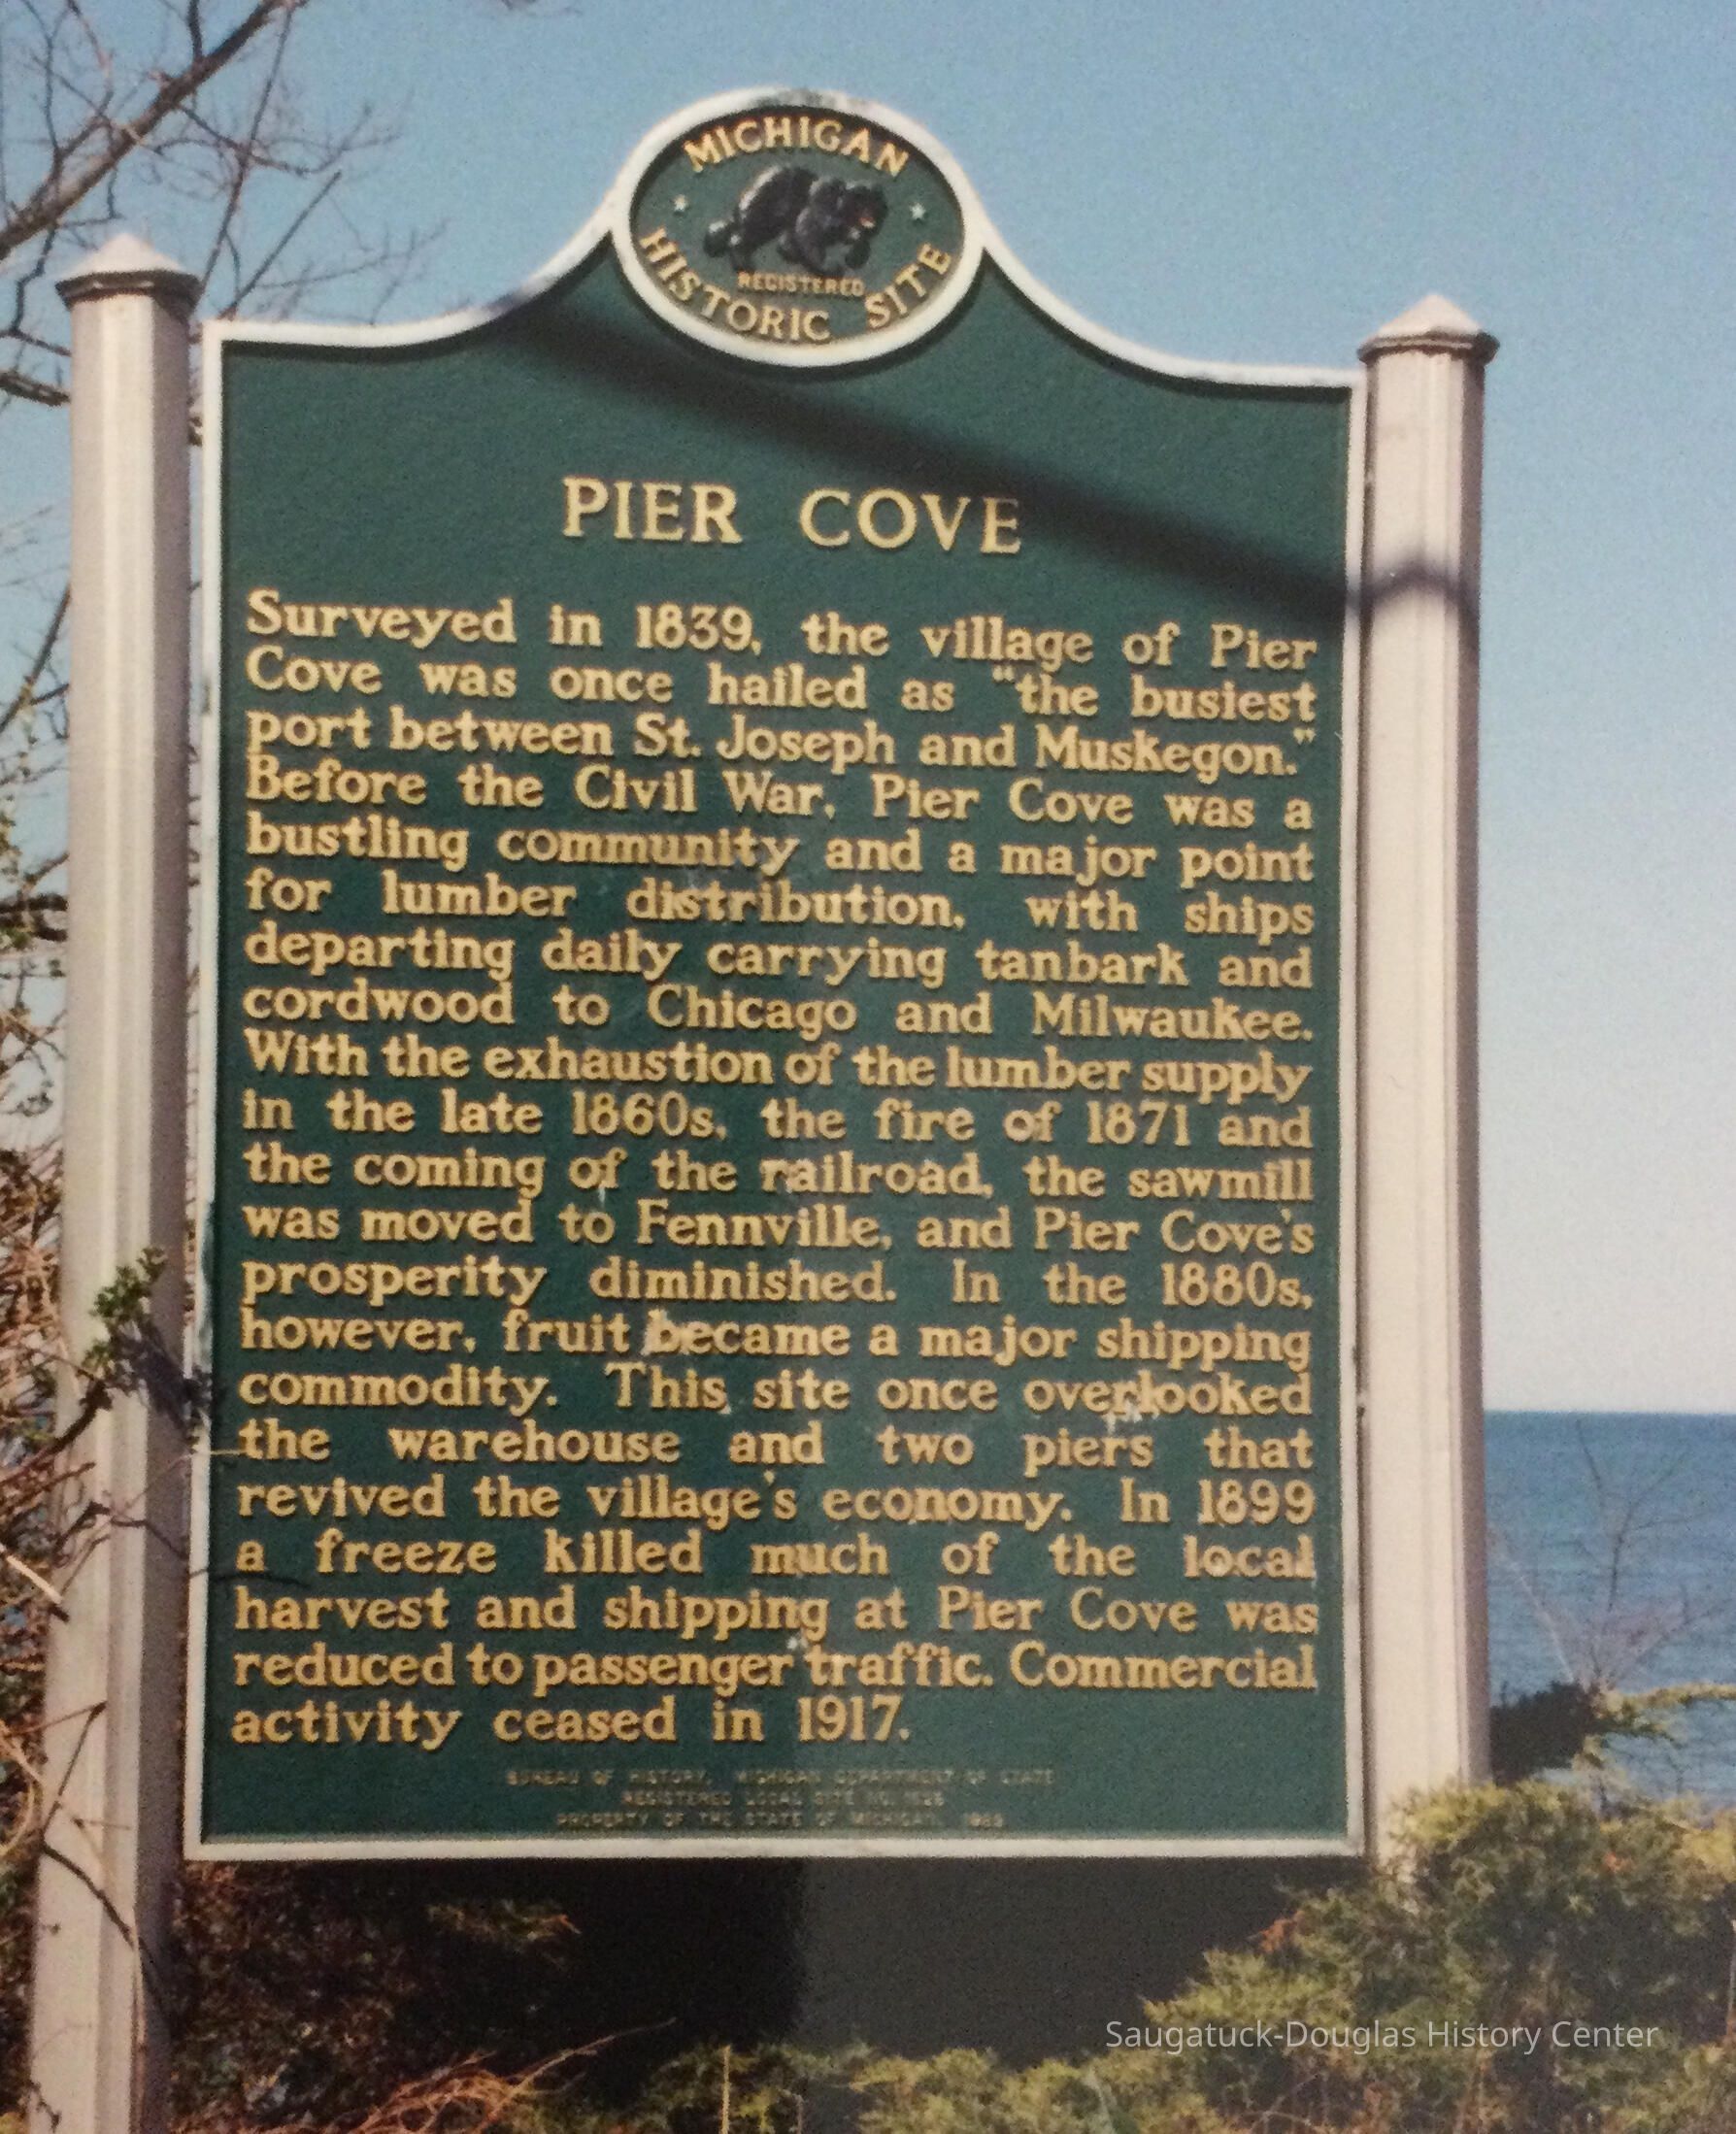 MICHIGAN
REGISTERED
HISTORIC SITE
PIER COVE
Surveyed in 1839, the village of Pier
Cove was once hailed as "the busiest
port between St. Joseph and Muskegon."
Before the Civil War, Pier Cove was a
bustling community and a major point
for lumber distribution, with ships
departing daily carrying tanbark and
cordwood to Chicago and Milwaukee.
With the exhaustion of the lumber supply
in the late 1860s, the fire of 1871 and
the coming of the railroad, the sawmill
was moved to Fennville, and Pier Cove's
prosperity diminished. In the 1880s,
however, fruit became a major shipping
commodity. This site once overlooked
the warehouse and two piers that
revived the village's economy. In 1899
a freeze killed much of the local
harvest and shipping at Pier Cove was
reduced to passenger traffic. Commercial
activity ceased in 1917.
BUREAU OF HISTORY, MICHIGAN DEPARTMENT OF STATE
REGISTERED LOCAL SITE NO.
PROPERTY OF THE STATE OF MICHIGAN,
Saugatuck-Douglas History Center